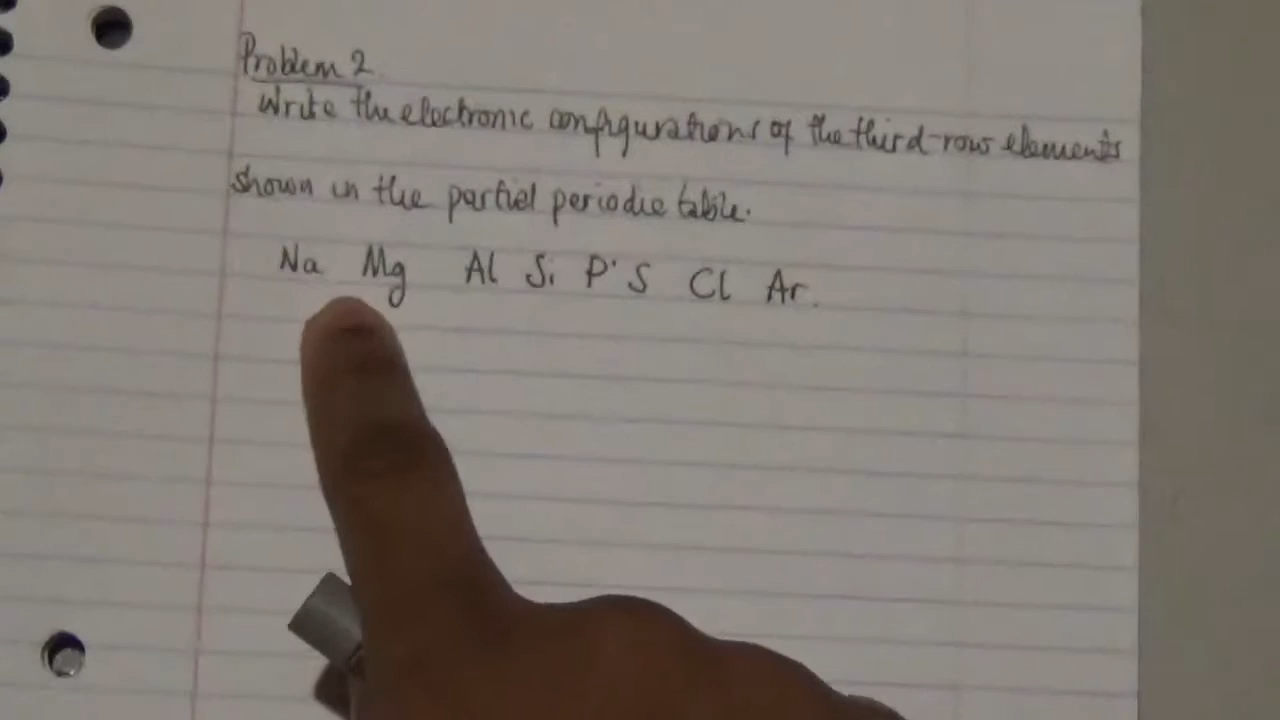 Problem 2
Write the electronic configurations of the third-row elements
shown in the partiel periodic table.
Na Mg Al Si P S Cl Ar.